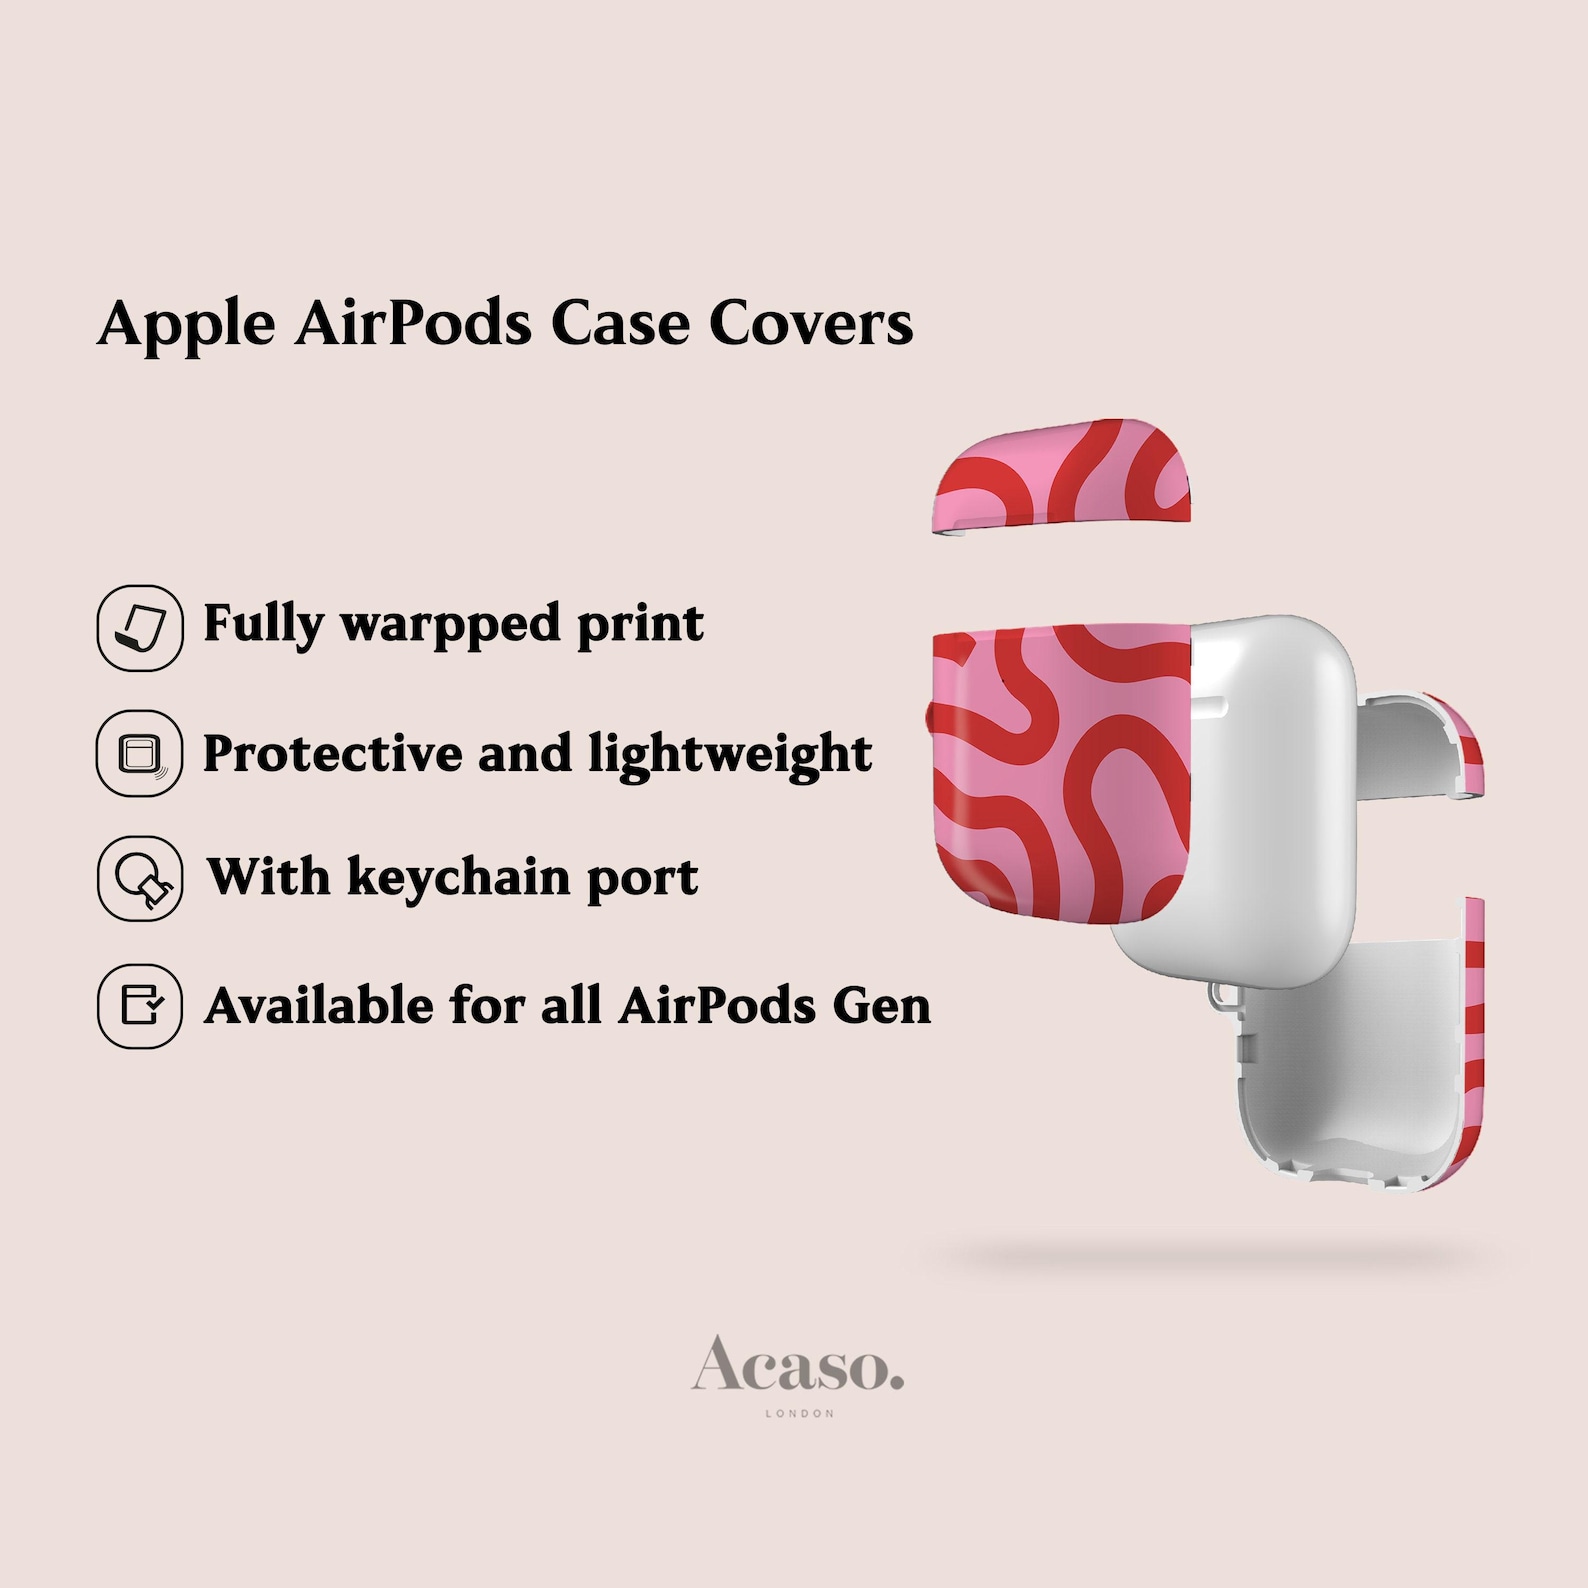 Apple AirPods Case Covers
Fully warpped print
Protective and lightweight
With keychain port
Available for all AirPods Gen
Acaso.
LONDON